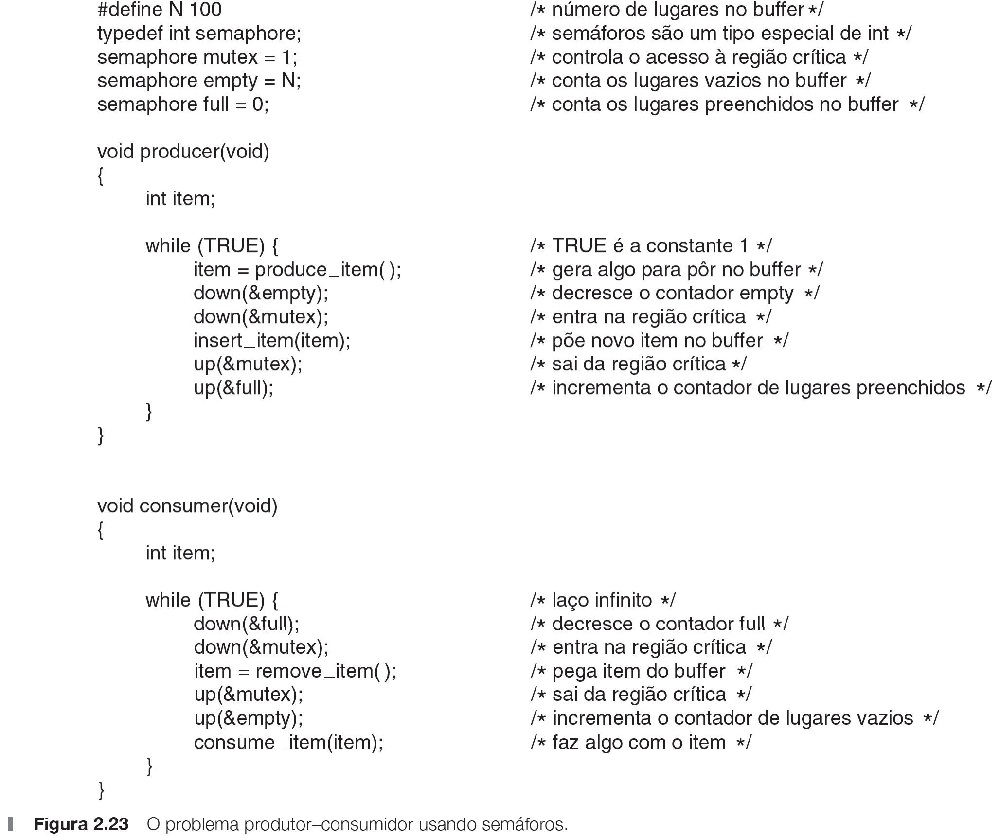 #define N 100 /* número de lugares no buffer */
typedef int semaphore; /* semáforos são um tipo especial de int */
semaphore mutex = 1; /* controla o acesso à região crítica */
semaphore empty = N; /* conta os lugares vazios no buffer */
semaphore full = 0; /* conta os lugares preenchidos no buffer */
void producer(void)
{
int item;
while (TRUE) { /* TRUE é a constante 1 */
item = produce_item( ); /* gera algo para pôr no buffer */
down(&empty); /* decresce o contador empty */
down(&mutex); /* entra na região crítica */
insert_item(item); /* põe novo item no buffer */
up(&mutex); /* sai da região crítica */
up(&full); /* incrementa o contador de lugares preenchidos */
}
}
void consumer(void)
{
int item;
while (TRUE) { /* laço infinito */
down(&full); /* decresce o contador full */
down(&mutex); /* entra na região crítica */
item = remove_item( ); /* pega item do buffer */
up(&mutex); /* sai da região crítica */
up(&empty); /* incrementa o contador de lugares vazios */
consume_item(item); /* faz algo com o item */
}
}
Figura 2.23 O problema produtor–consumidor usando semáforos.